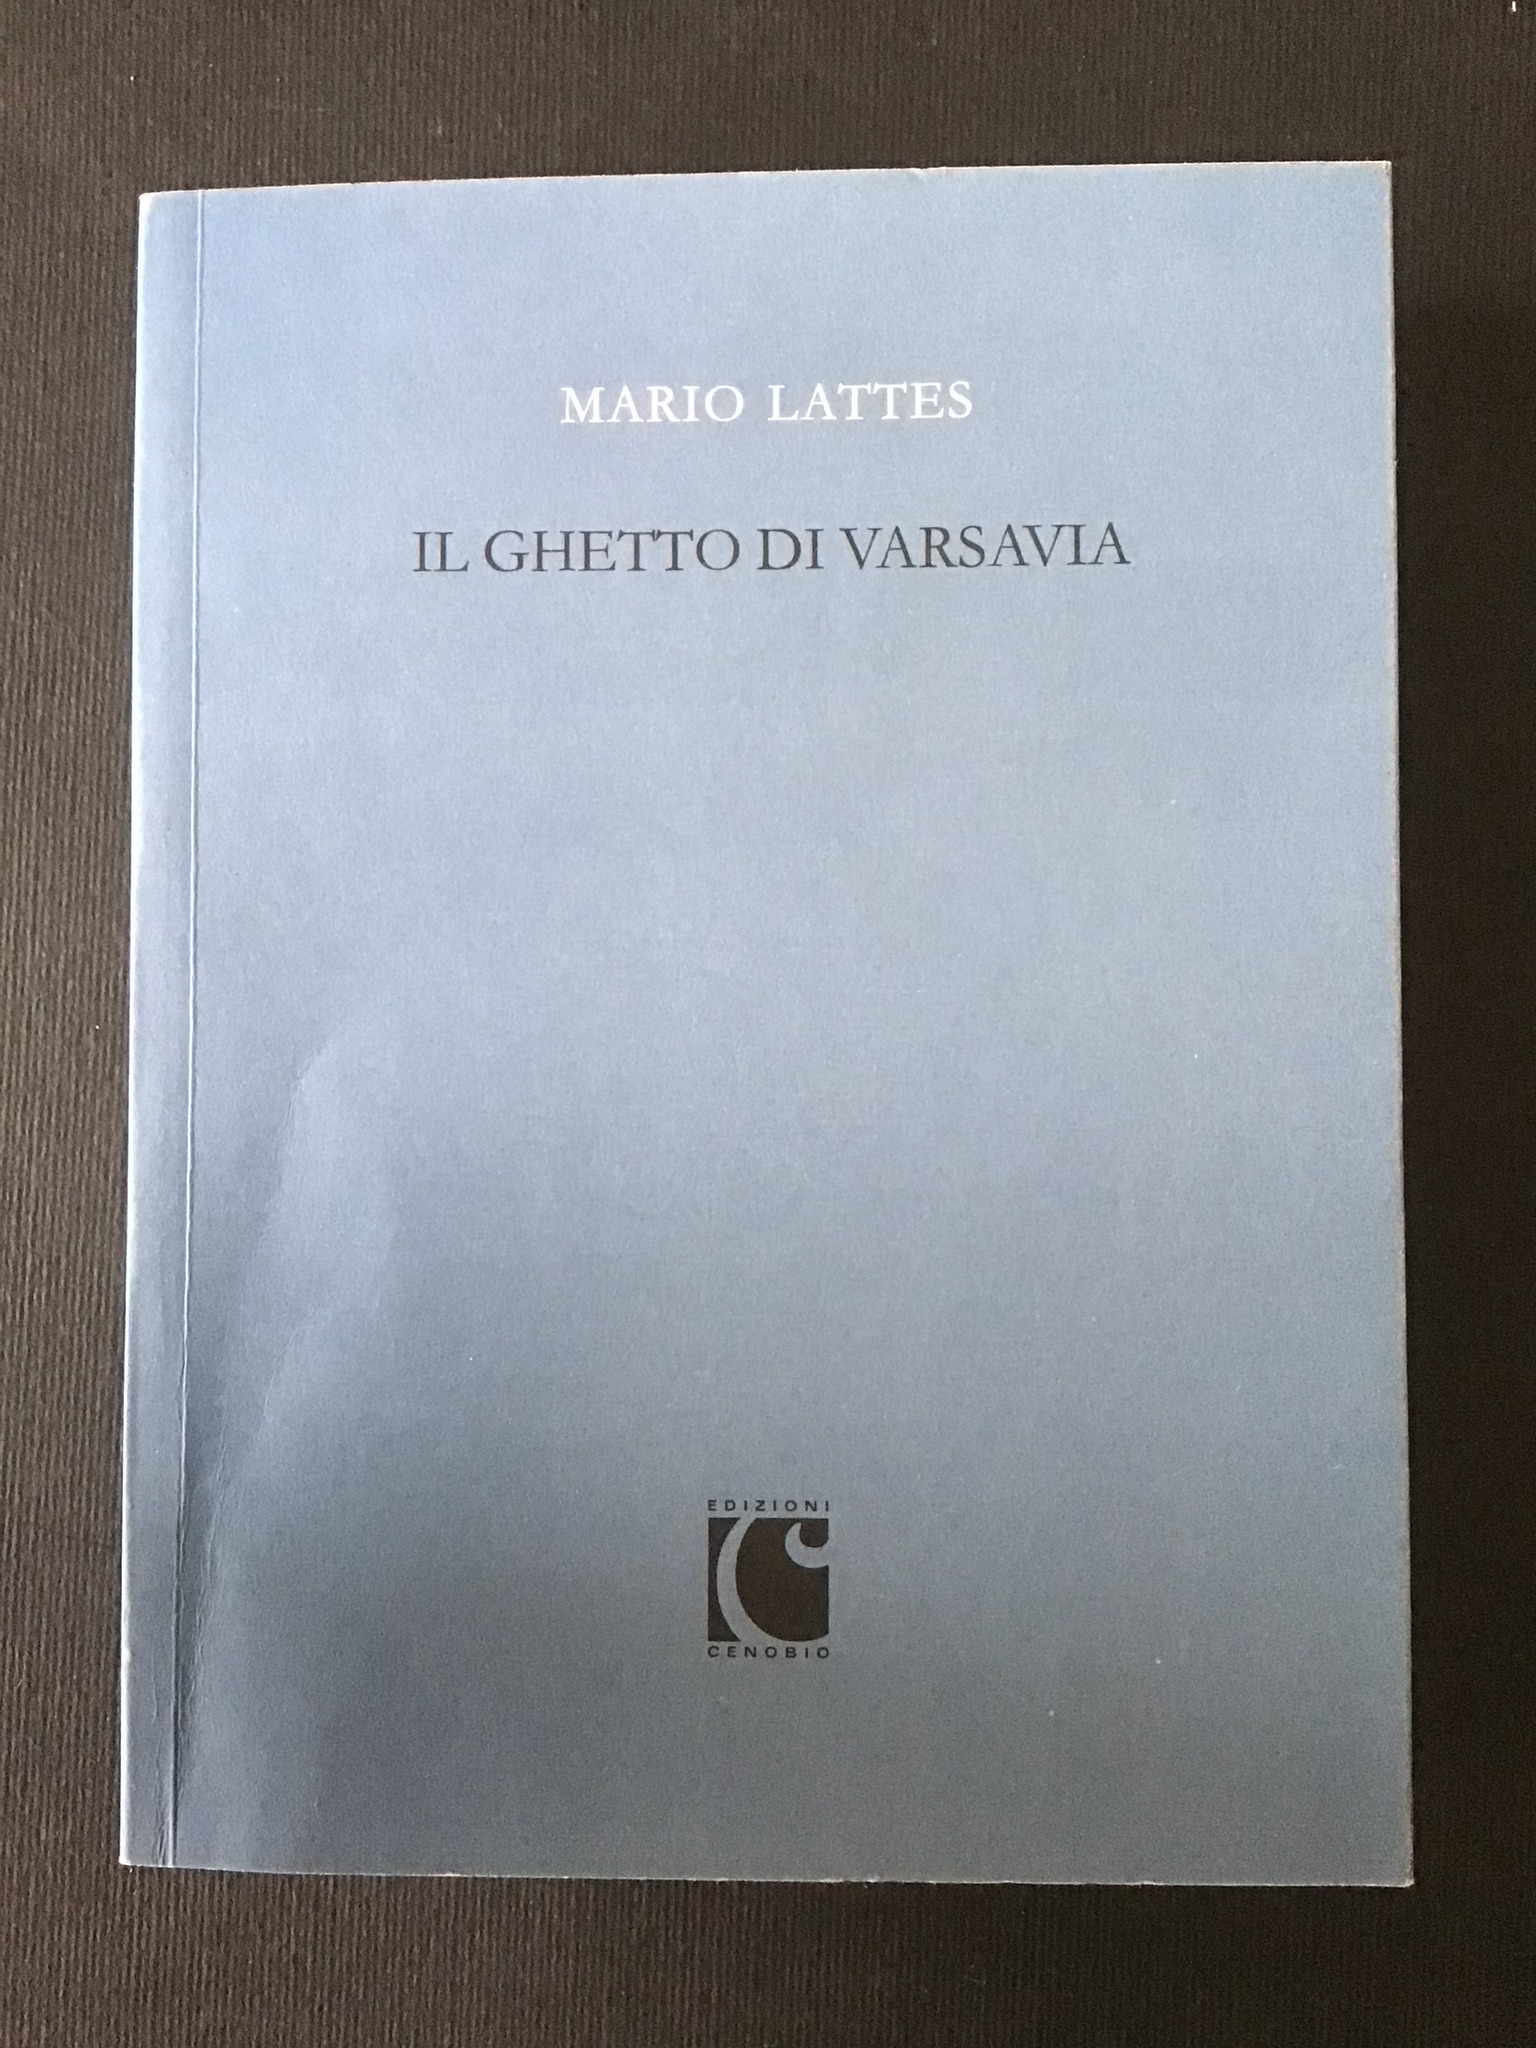 MARIO LATTES
IL GHETTO DI VARSAVIA
EDIZIONI
CENOBIO